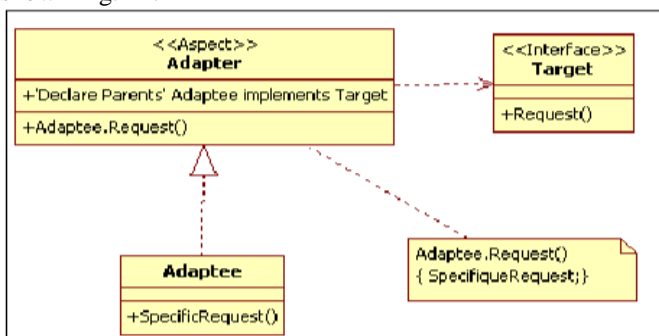 <<Aspect>>
Adapter
+'Declare Parents' Adaptee implements Target
+Adaptee.Request()
<<Interface>>
Target
+Request()
Adaptee
+SpecificRequest()
Adaptee.Request()
{ SpecifiqueRequest;}